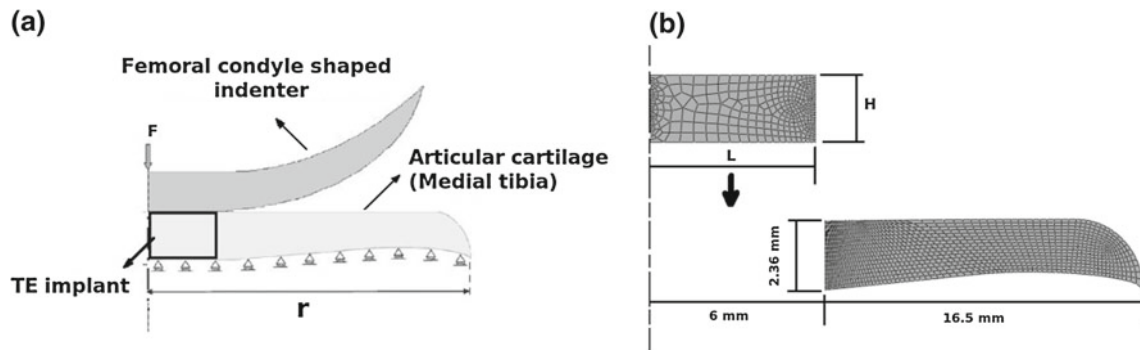 (a)
Femoral condyle shaped
indenter
F
Articular cartilage
(Medial tibia)
TE implant
r
(b)
H
L
2.36 mm
6 mm
16.5 mm